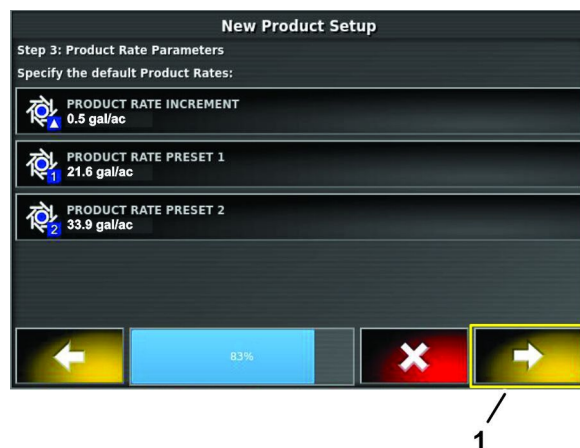 New Product Setup
Step 3: Product Rate Parameters
Specify the default Product Rates:
PRODUCT RATE INCREMENT
0.5 gal/ac
PRODUCT RATE PRESET 1
1
21.6 gal/ac
PRODUCT RATE PRESET 2
2
33.9 gal/ac
83%
1